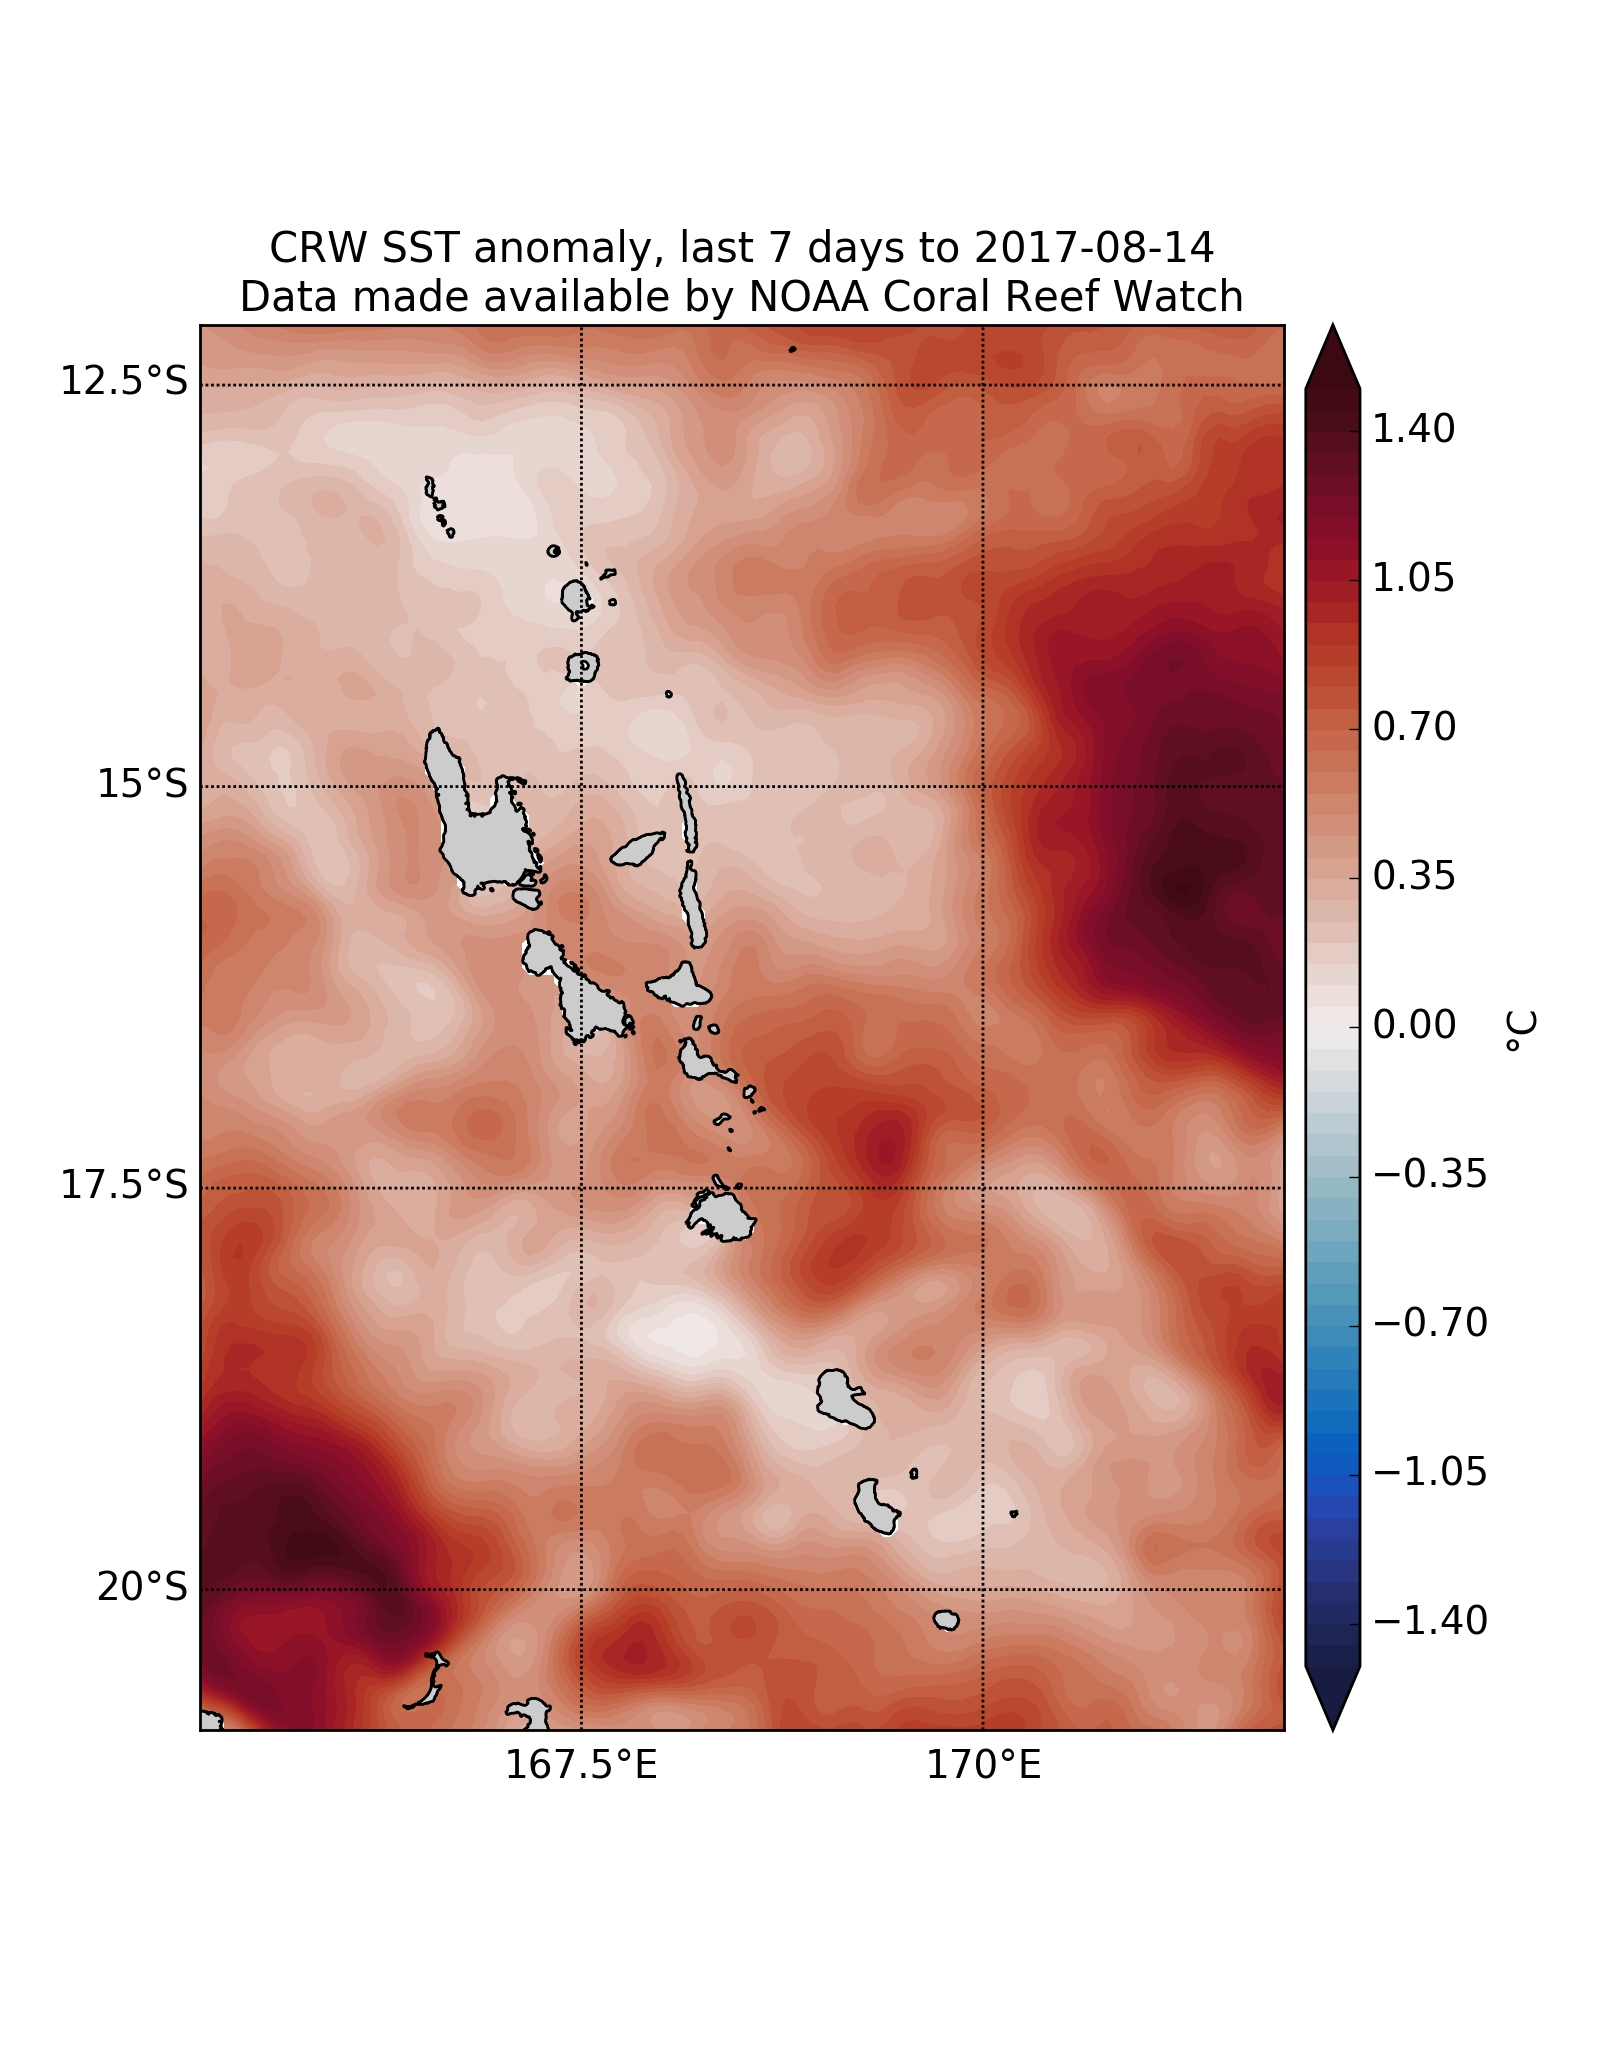 CRW SST anomaly, last 7 days to 2017-08-14
Data made available by NOAA Coral Reef Watch
12.5°S
15°S
17.5°S
20°S
167.5°E
170°E
1.40
1.05
0.70
0.35
0.00
−0.35
−0.70
−1.05
−1.40
°C